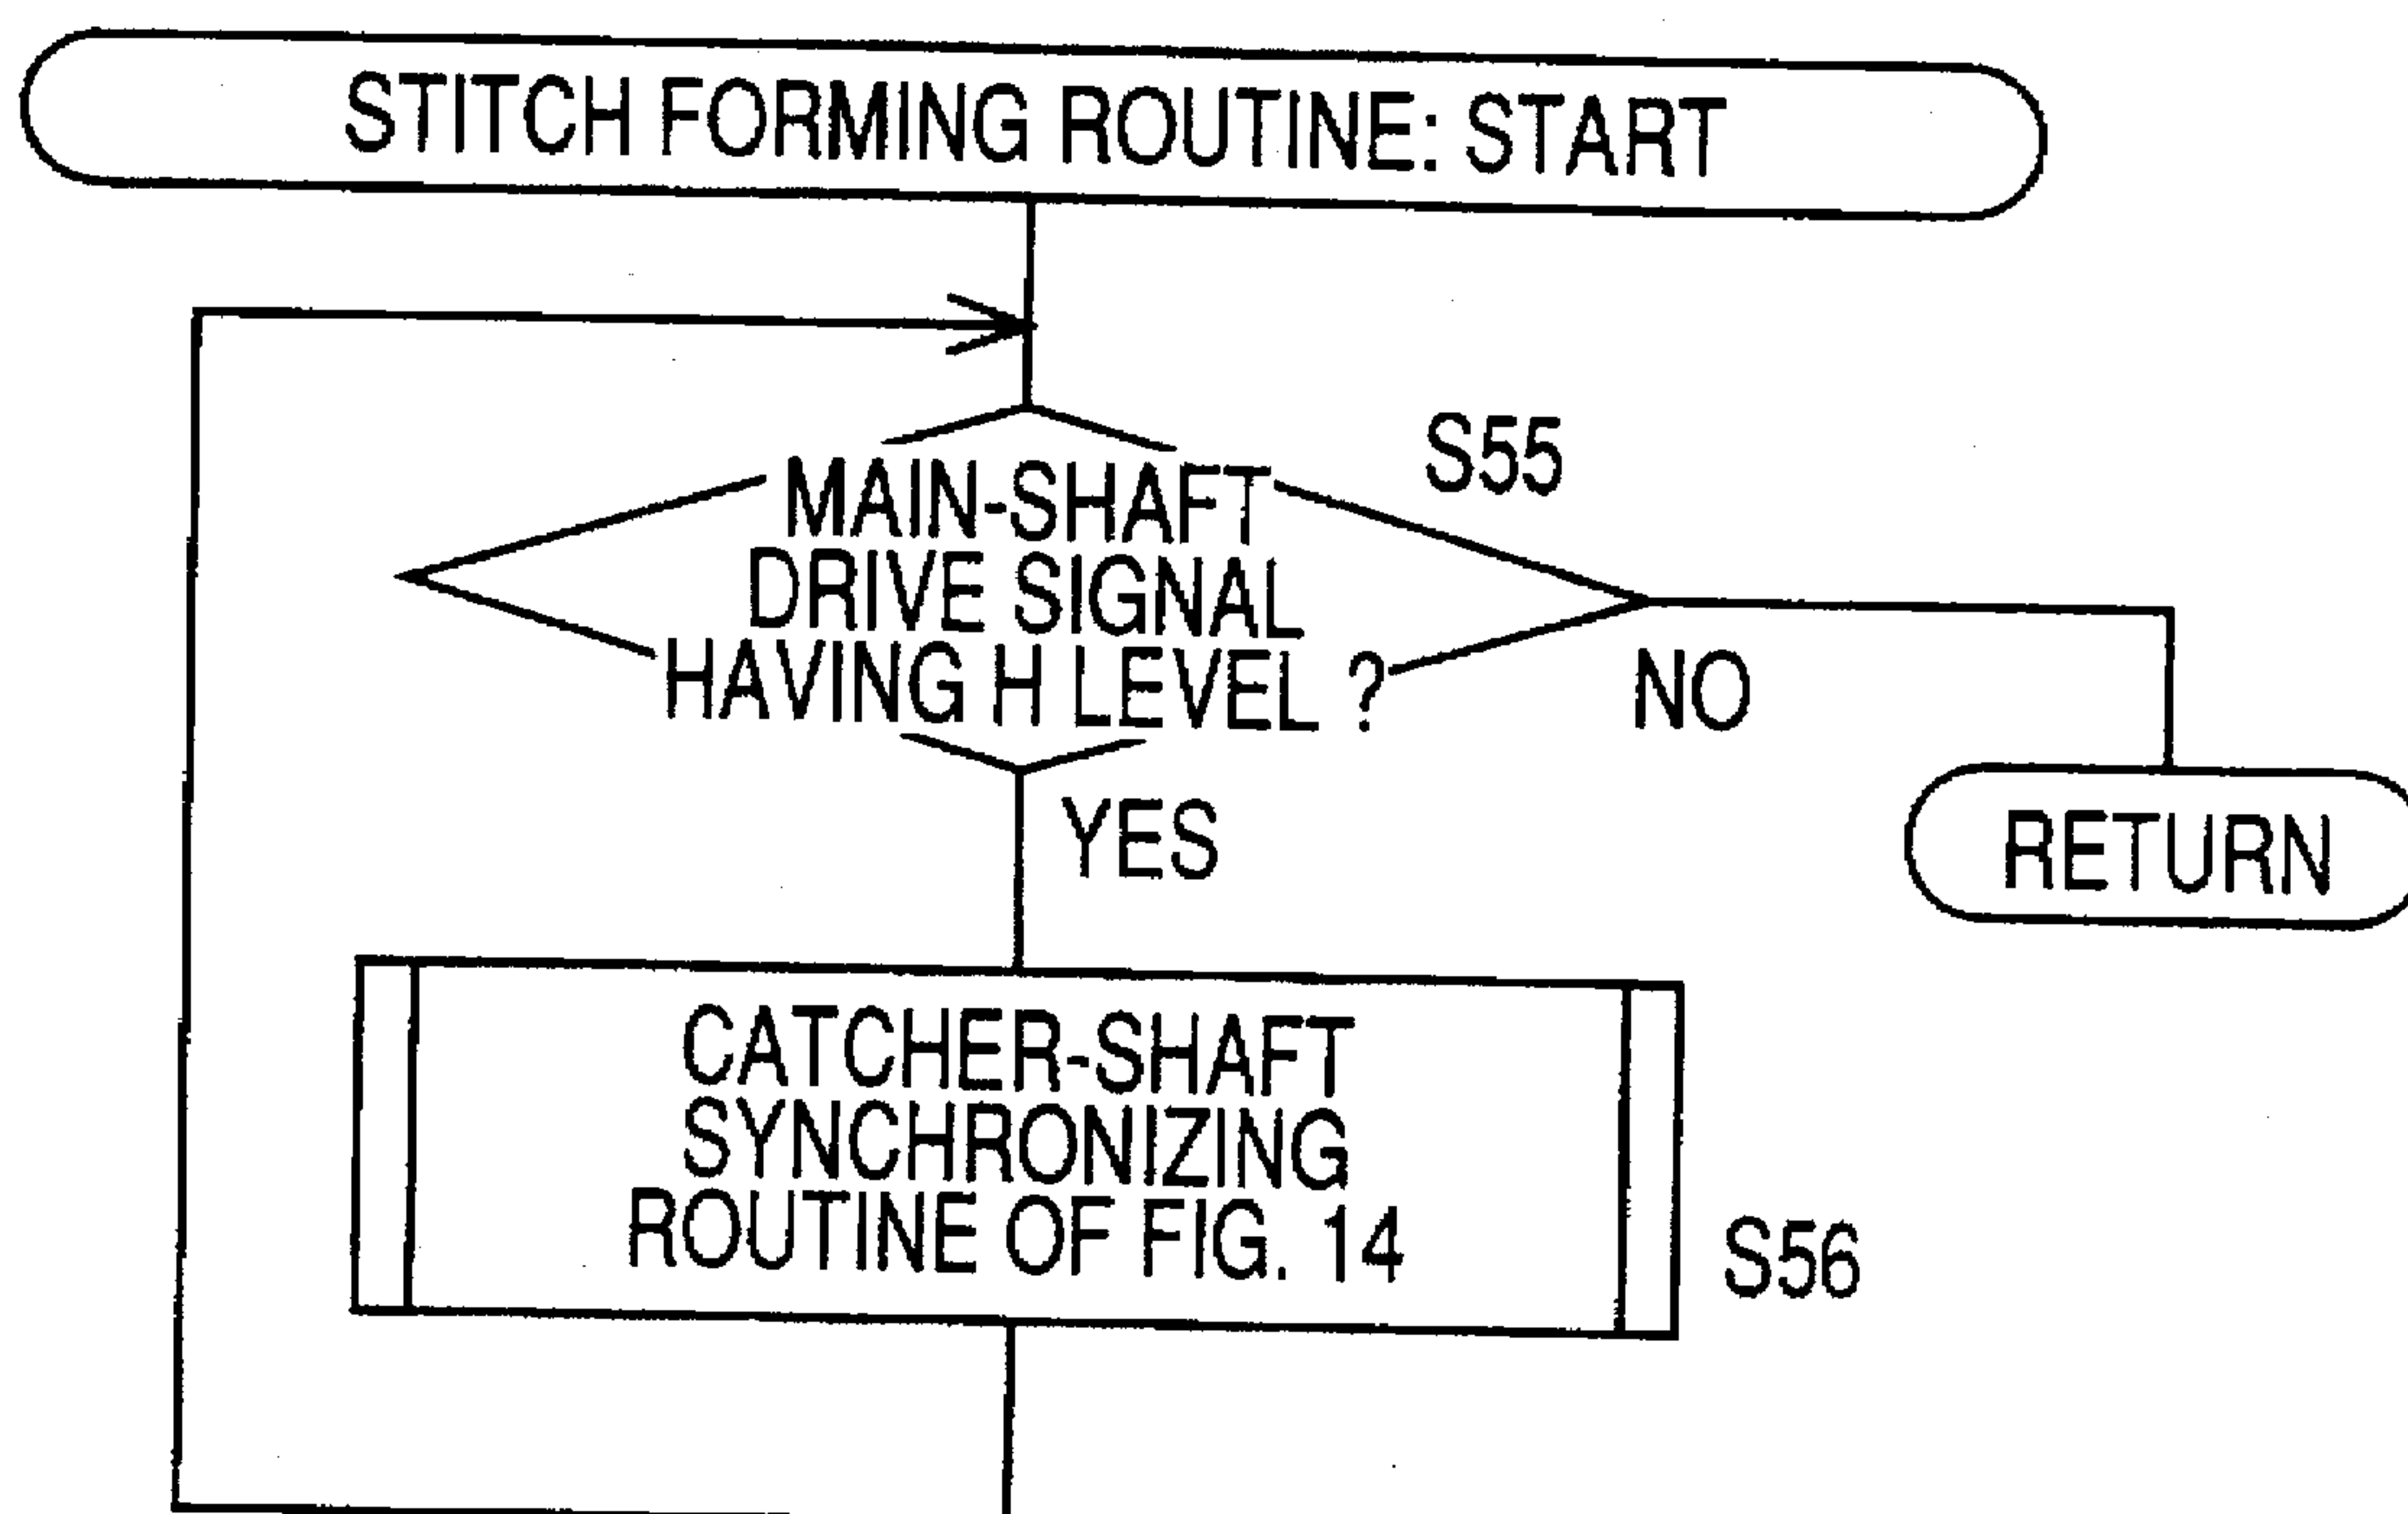 STITCH FORMING ROUTINE: START
S55
MAIN-SHAFT
DRIVE SIGNAL
HAVING H LEVEL ?
NO
YES
RETURN
CATCHER-SHAFT
SYNCHRONIZING
ROUTINE OF FIG. 14
S56